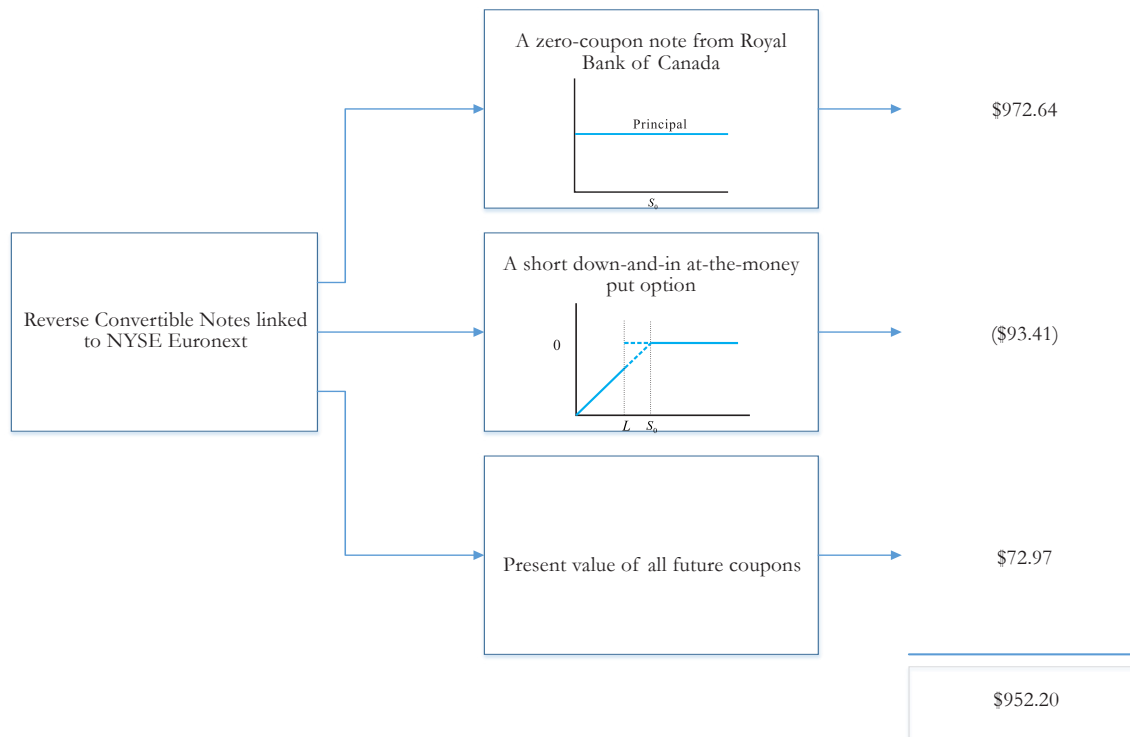 A zero-coupon note from Royal
Bank of Canada
Principal
S₀
$972.64
Reverse Convertible Notes linked
to NYSE Euronext
A short down-and-in at-the-money
put option
0
L S₀
($93.41)
Present value of all future coupons
$72.97
$952.20